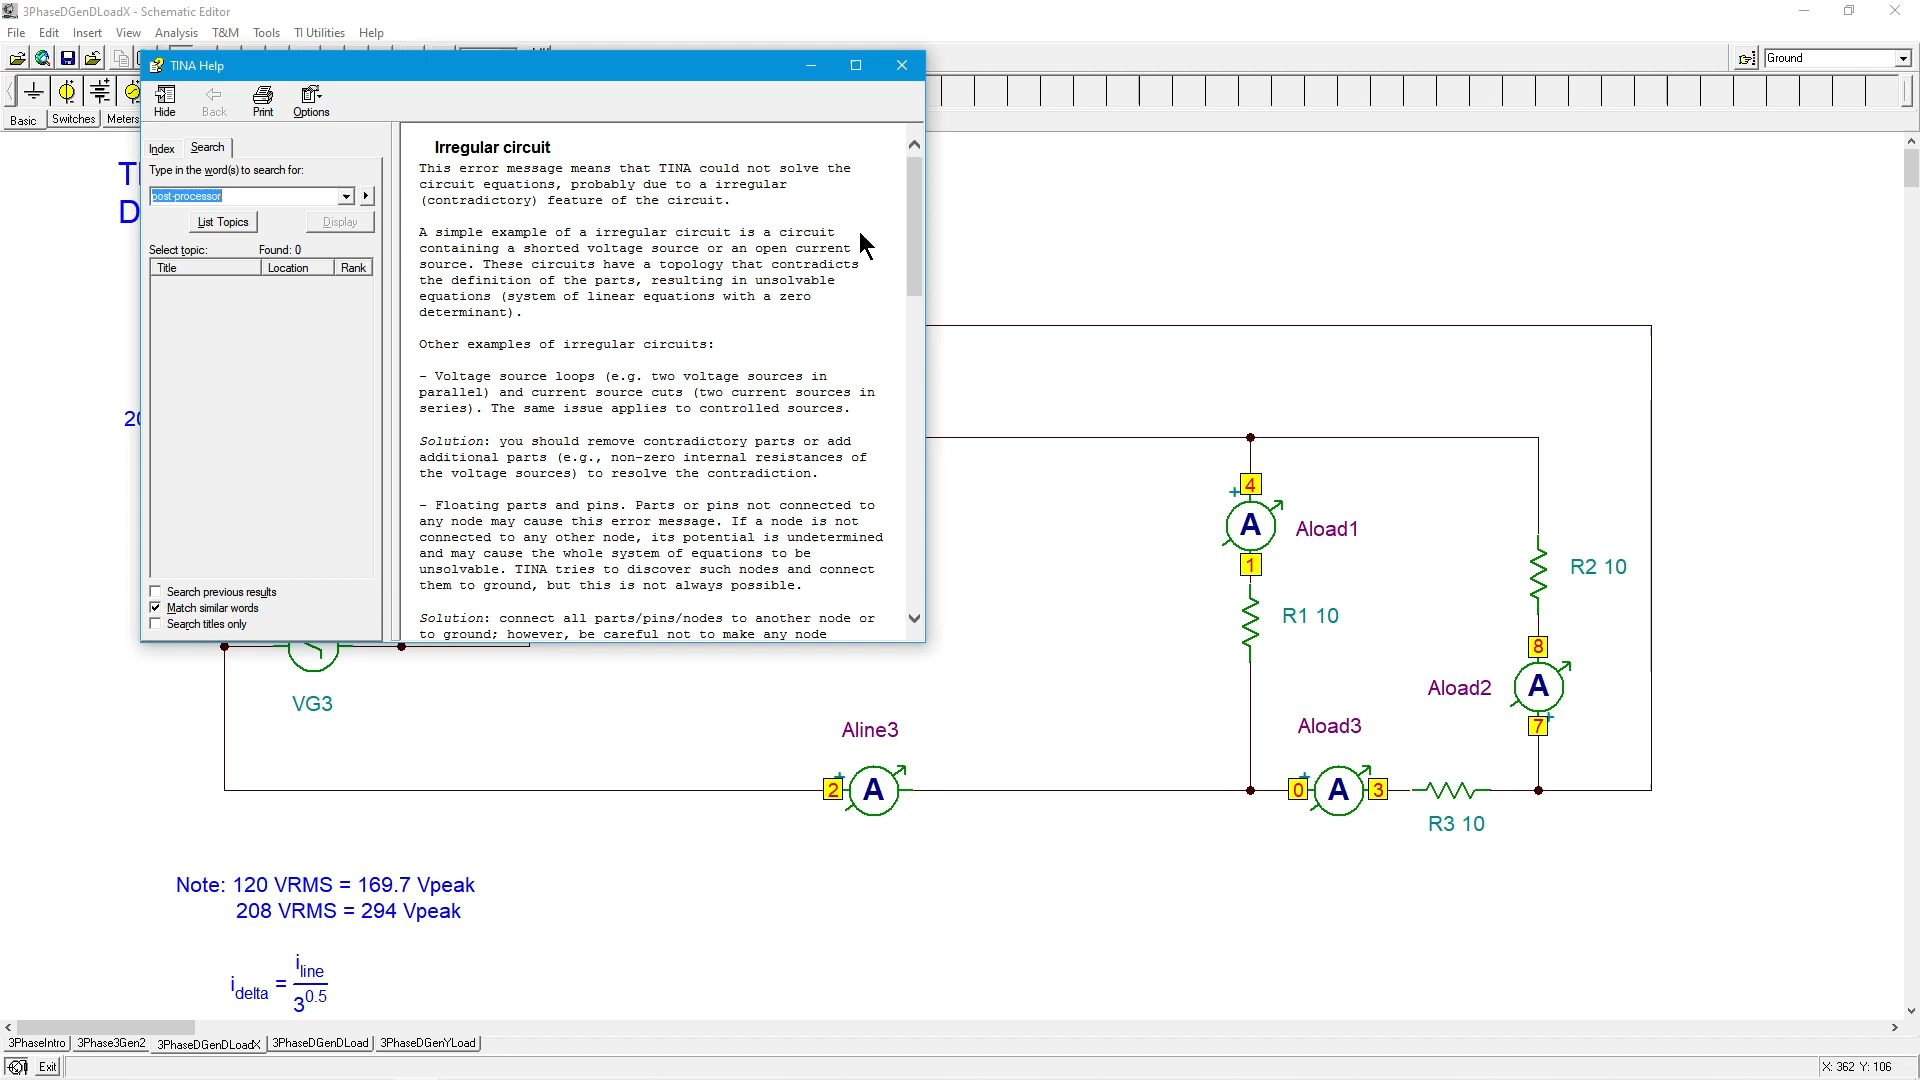 3PhaseDGenDLoadX - Schematic Editor
File Edit Insert View Analysis T&M Tools TI Utilities Help
Ground
Basic Switches Meters
TINA Help
Hide Back Print Options
Index Search
Type in the word(s) to search for:
post-processor
List Topics Display
Select topic: Found: 0
Title Location Rank
Search previous results
Match similar words
Search titles only
Irregular circuit
This error message means that TINA could not solve the
circuit equations, probably due to a irregular
(contradictory) feature of the circuit.
A simple example of a irregular circuit is a circuit
containing a shorted voltage source or an open current
source. These circuits have a topology that contradicts
the definition of the parts, resulting in unsolvable
equations (system of linear equations with a zero
determinant).
Other examples of irregular circuits:
- Voltage source loops (e.g. two voltage sources in
parallel) and current source cuts (two current sources in
series). The same issue applies to controlled sources.
Solution: you should remove contradictory parts or add
additional parts (e.g., non-zero internal resistances of
the voltage sources) to resolve the contradiction.
- Floating parts and pins. Parts or pins not connected to
any node may cause this error message. If a node is not
connected to any other node, its potential is undetermined
and may cause the whole system of equations to be
unsolvable. TINA tries to discover such nodes and connect
them to ground, but this is not always possible.
Solution: connect all parts/pins/nodes to another node or
to ground; however, be careful not to make any node
T
D
20
+ 4
A Aload1
1
R1 10
R2 10
8
Aload2 A
7 +
VG3
Aline3
+
2 A
Aload3
+
0 A 3
R3 10
Note: 120 VRMS = 169.7 Vpeak
208 VRMS = 294 Vpeak
i delta = i line / 3^0.5
3PhaseIntro 3Phase3Gen2 3PhaseDGenDLoadX 3PhaseDGenDLoad 3PhaseDGenYLoad
Exit
X: 362 Y: 106